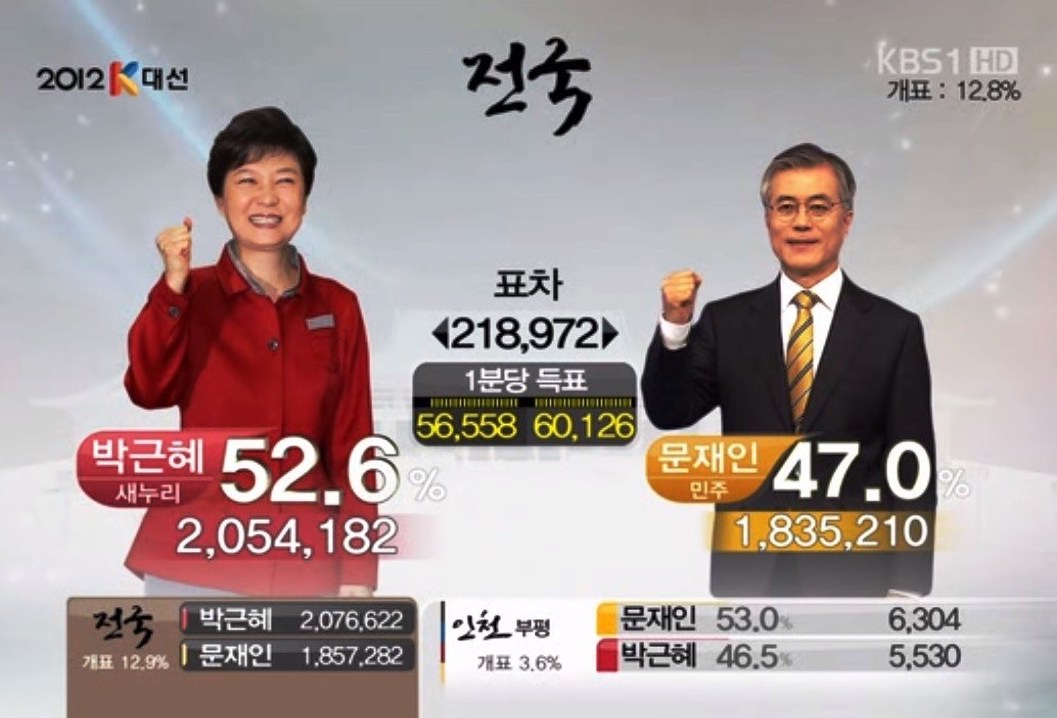 2012 K 대선
전국
KBS1 HD
개표 : 12.8%
표차
218,972
1분당 득표
56,558 60,126
박근혜 52.6%
새누리
2,054,182
문재인 47.0%
민주
1,835,210
전국
개표 12.9%
박근혜 2,076,622
문재인 1,857,282
인천 부평
개표 3.6%
문재인 53.0% 6,304
박근혜 46.5% 5,530